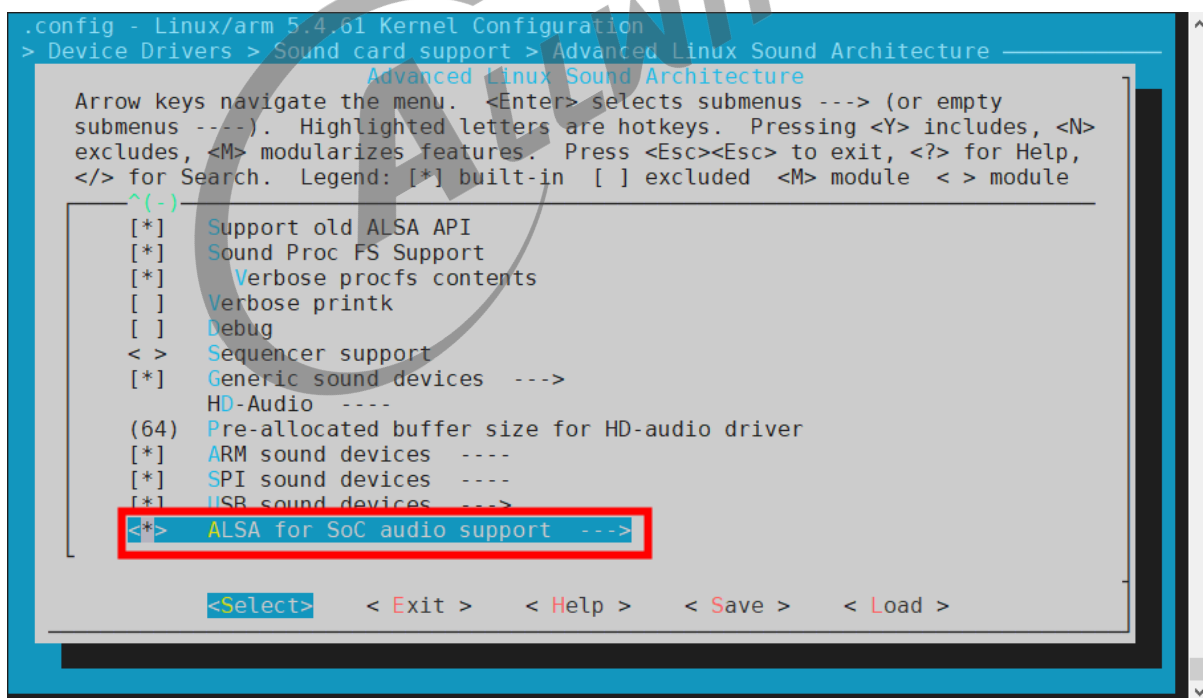 .config - Linux/arm 5.4.61 Kernel Configuration
> Device Drivers > Sound card support > Advanced Linux Sound Architecture
Advanced Linux Sound Architecture
Arrow keys navigate the menu.  <Enter> selects submenus ---> (or empty
submenus ----).  Highlighted letters are hotkeys.  Pressing <Y> includes, <N>
excludes, <M> modularizes features.  Press <Esc><Esc> to exit, <?> for Help,
</> for Search.  Legend: [*] built-in  [ ] excluded  <M> module  < > module
^(-)
[*]   Support old ALSA API
[*]   Sound Proc FS Support
[*]     Verbose procfs contents
[ ]   Verbose printk
[ ]   Debug
< >   Sequencer support
[*]   Generic sound devices  --->
HD-Audio  ----
(64)  Pre-allocated buffer size for HD-audio driver
[*]   ARM sound devices  ----
[*]   SPI sound devices  ----
[*]   USB sound devices  --->
<*>   ALSA for SoC audio support  --->
<Select>    < Exit >    < Help >    < Save >    < Load >